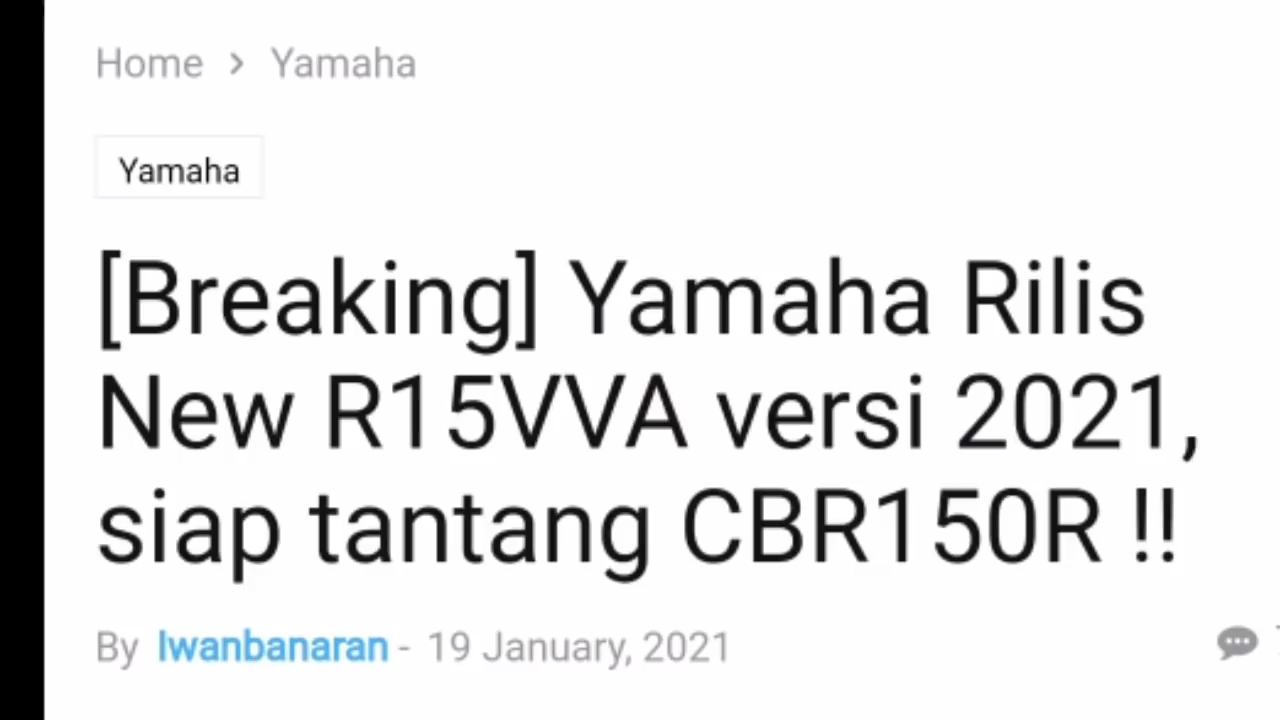 Home > Yamaha
Yamaha
[Breaking] Yamaha Rilis
New R15VVA versi 2021,
siap tantang CBR150R !!
By Iwanbanaran - 19 January, 2021